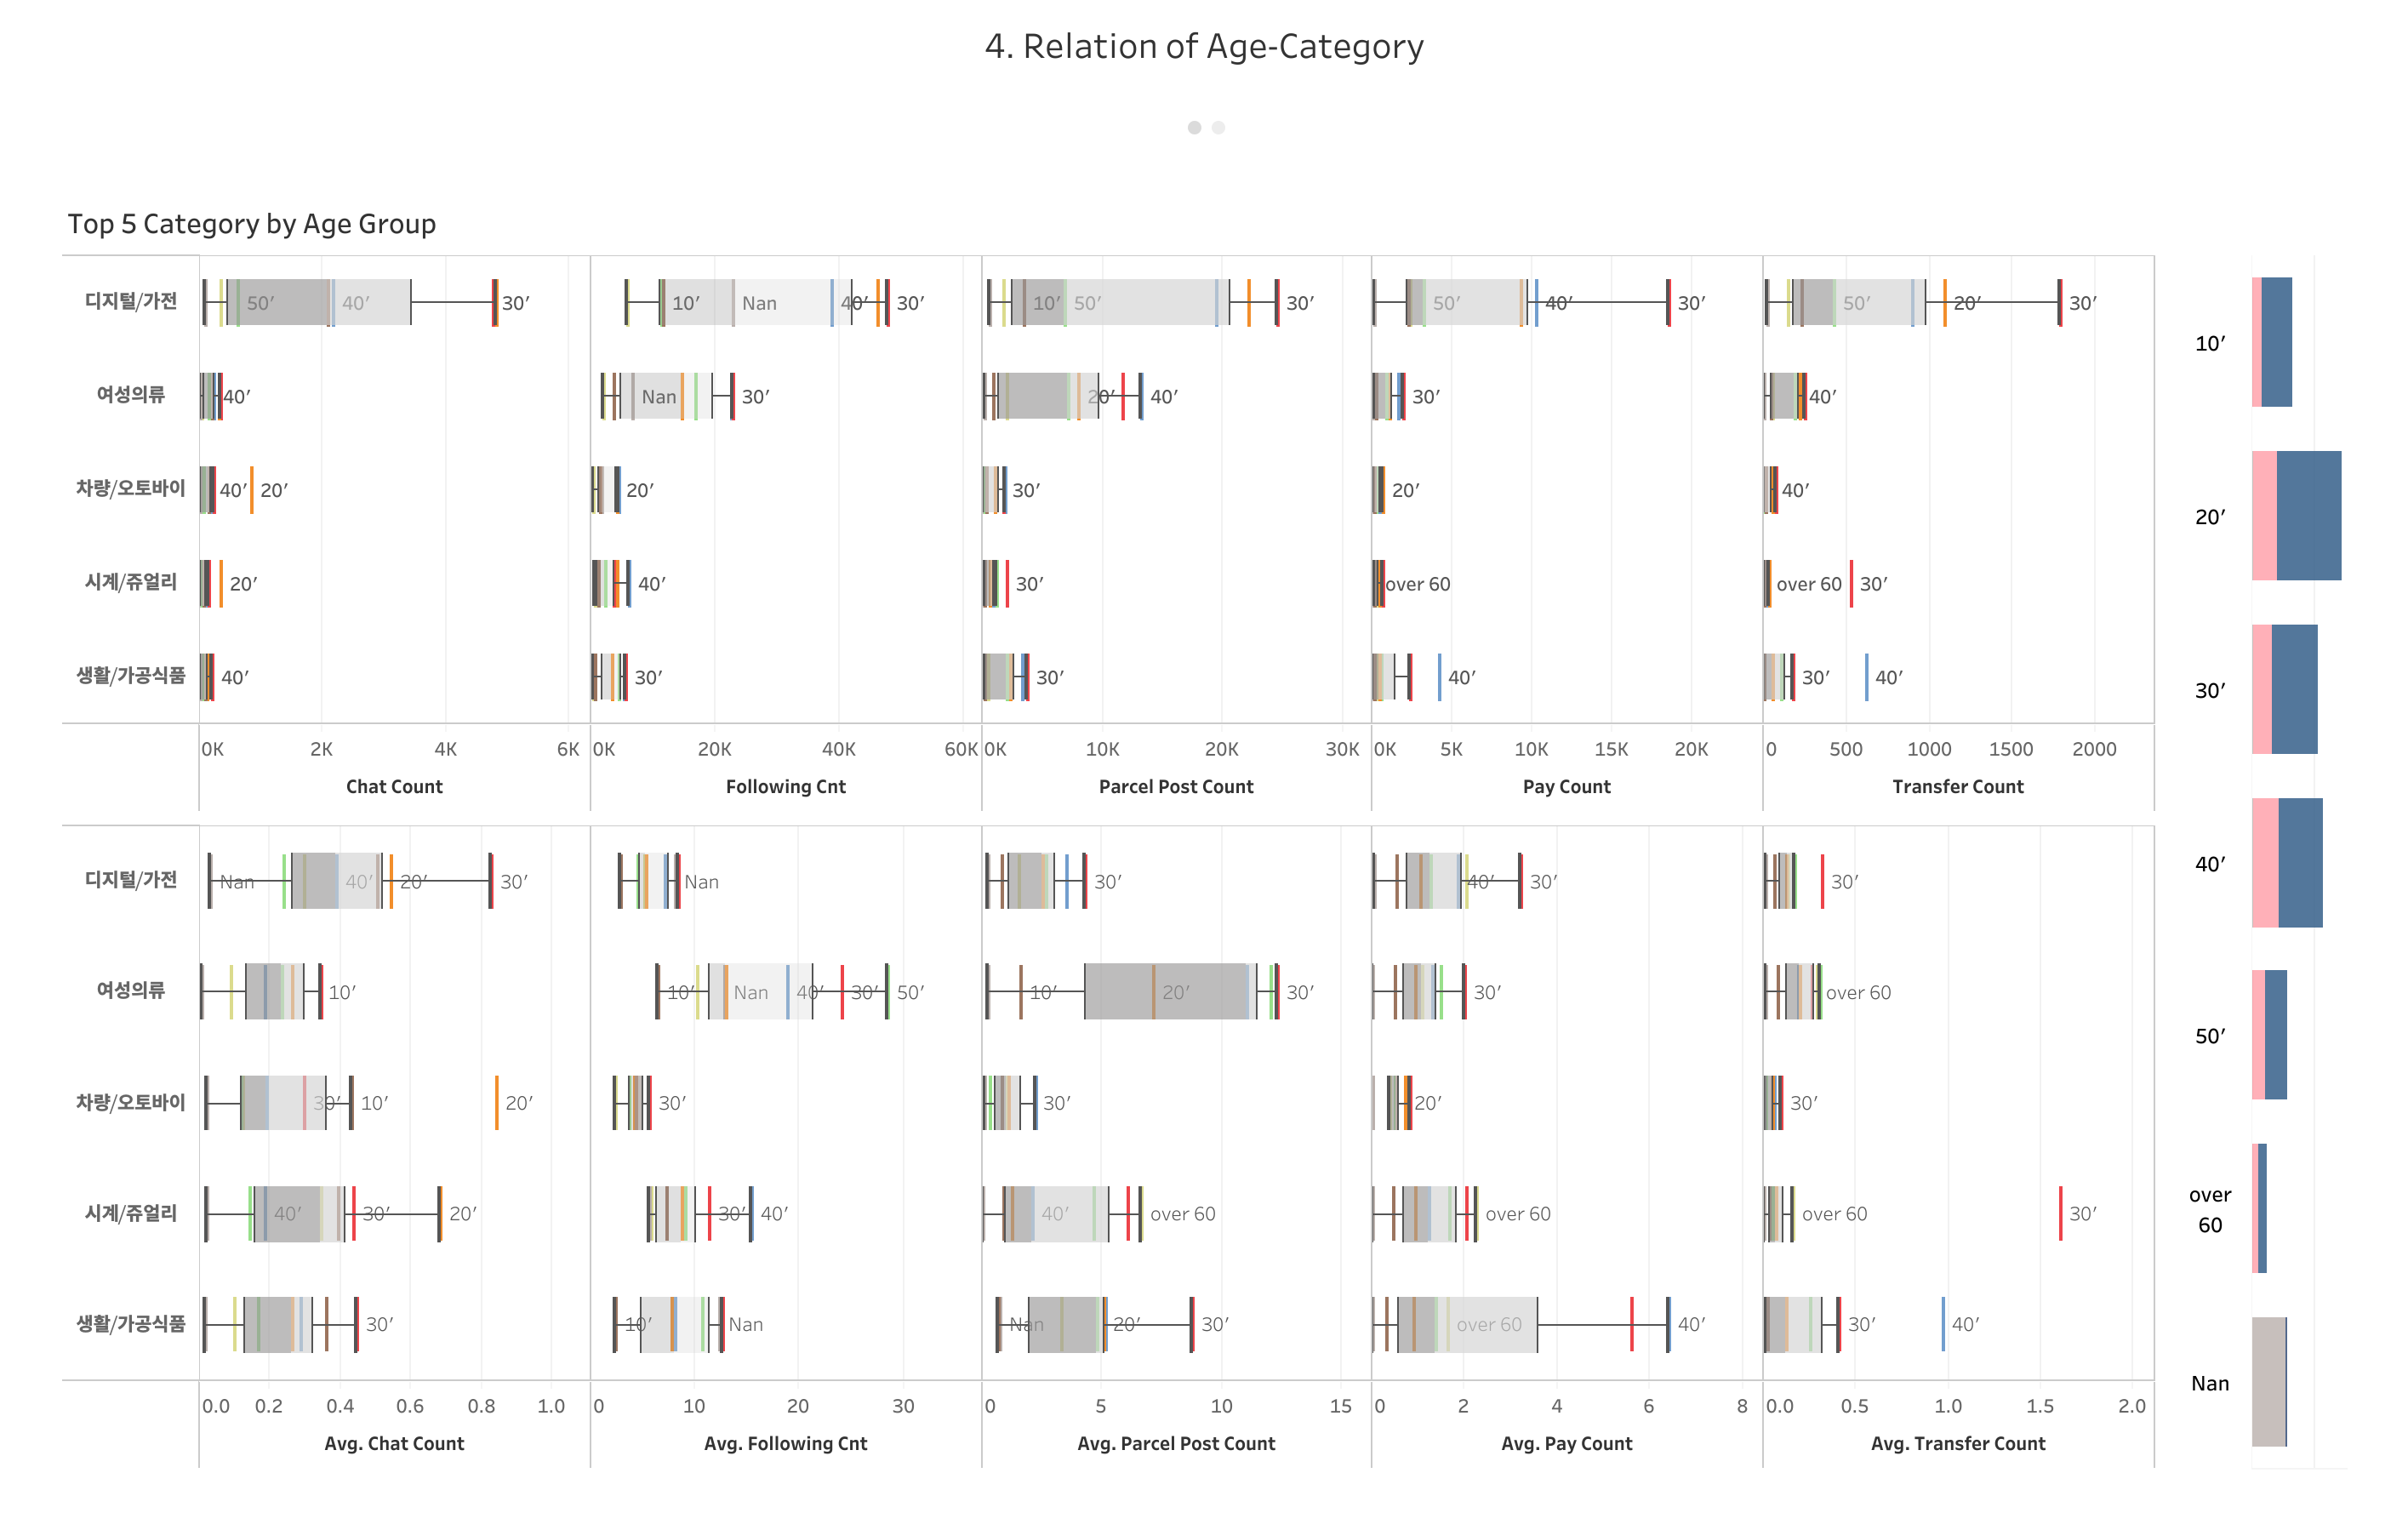 4. Relation of Age-Category
Top 5 Category by Age Group
디지털/가전 50′ 40′ 30′ 10′ Nan 40′ 30′ 10′ 50′ 30′ 50′ 40′ 30′ 50′ 20′ 30′
10′
여성의류 40′ Nan 30′ 20′ 40′ 30′ 40′
차량/오토바이 40′ 20′ 20′ 30′ 20′ 40′
20′
시계/쥬얼리 20′ 40′ 30′ over 60 over 60 30′
생활/가공식품 40′ 30′ 30′ 40′ 30′ 40′
30′
0K 2K 4K 6K 0K 20K 40K 60K 0K 10K 20K 30K 0K 5K 10K 15K 20K 0 500 1000 1500 2000
Chat Count Following Cnt Parcel Post Count Pay Count Transfer Count
40′
디지털/가전 Nan 40′ 20′ 30′ Nan 30′ 40′ 30′ 30′
여성의류 10′ 10′ Nan 40′ 30′ 50′ 10′ 20′ 30′ 30′ over 60
50′
차량/오토바이 30′ 10′ 20′ 30′ 30′ 20′ 30′
over
60
시계/쥬얼리 40′ 30′ 20′ 30′ 40′ 40′ over 60 over 60 over 60 30′
생활/가공식품 30′ 10′ Nan Nan 20′ 30′ over 60 40′ 30′ 40′
Nan
0.0 0.2 0.4 0.6 0.8 1.0 0 10 20 30 0 5 10 15 0 2 4 6 8 0.0 0.5 1.0 1.5 2.0
Avg. Chat Count Avg. Following Cnt Avg. Parcel Post Count Avg. Pay Count Avg. Transfer Count